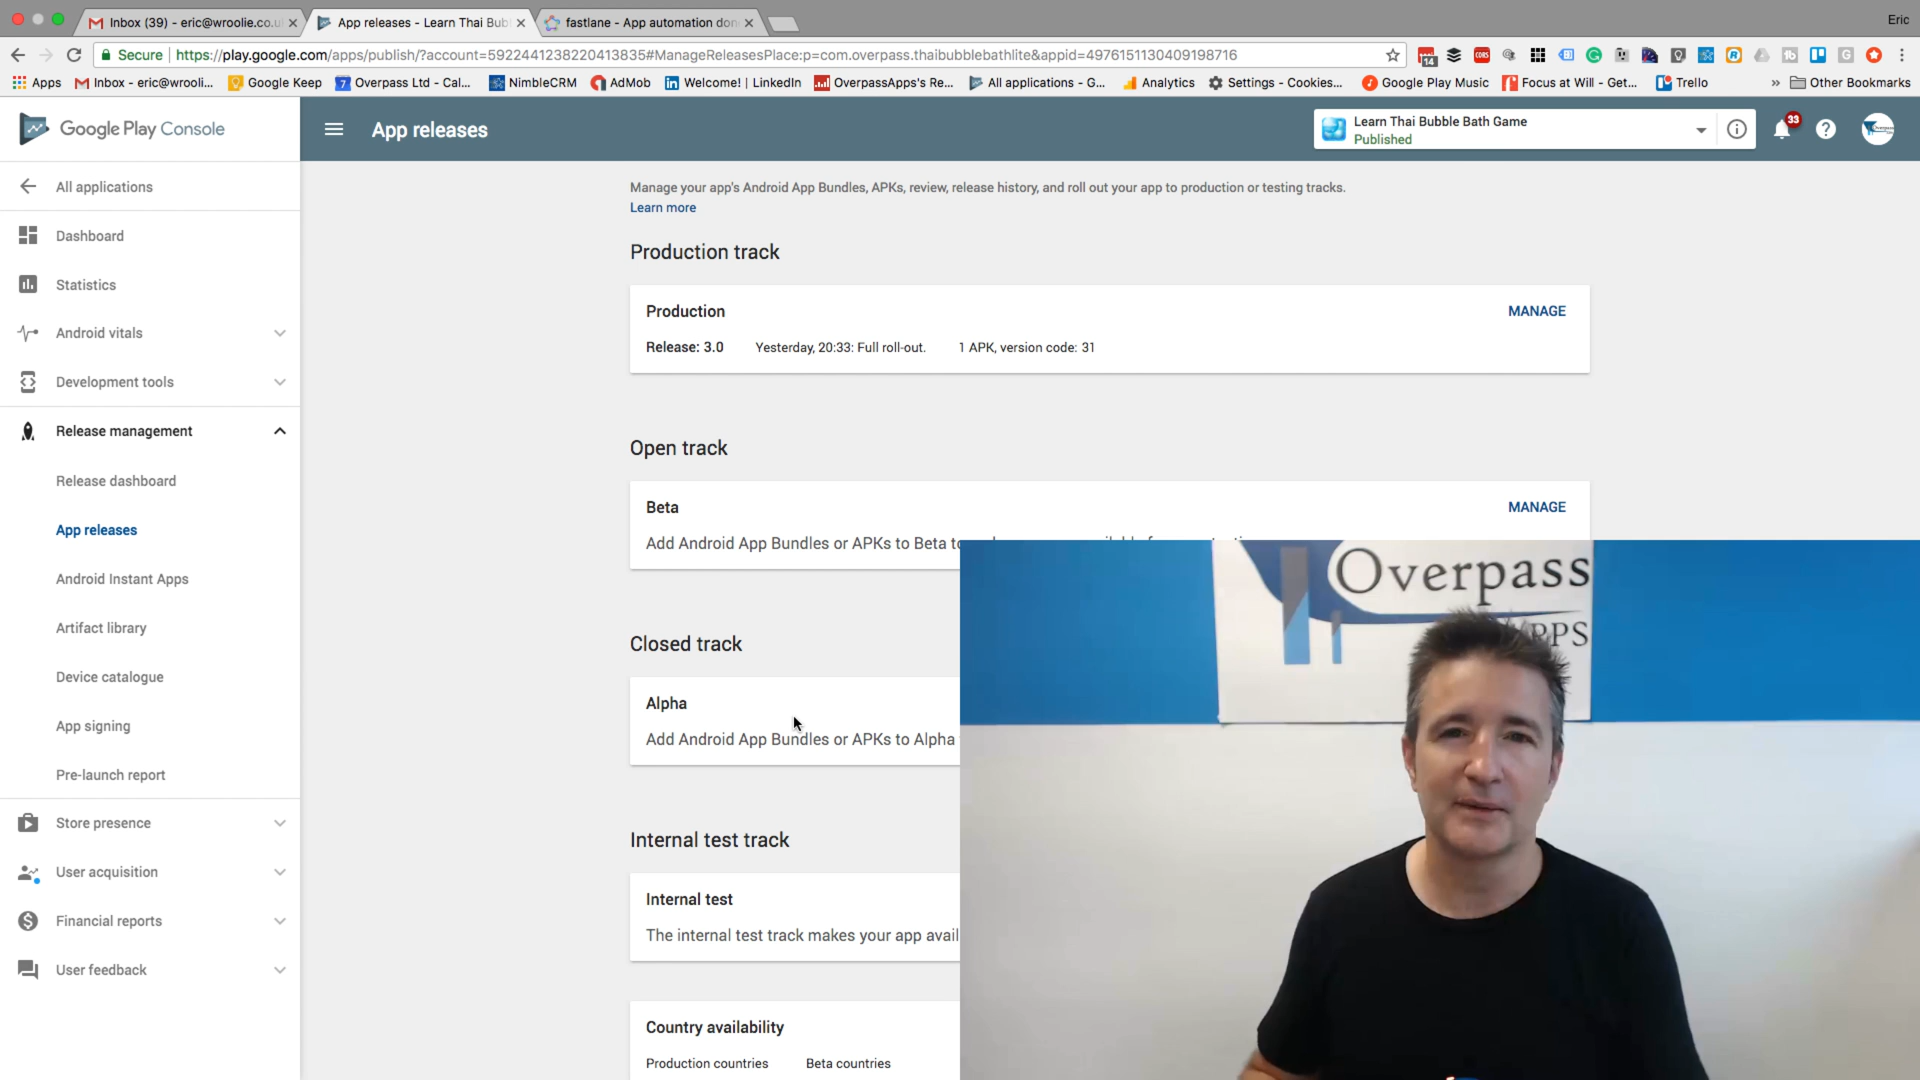 Inbox (39) - eric@wroolie.co.u
App releases - Learn Thai Bubb
fastlane - App automation don
Eric
Secure
https://play.google.com/apps/publish/?account=5922441238220413835#ManageReleasesPlace:p=com.overpass.thaibubblebathlite&appid=4976151130409198716
14
CORS
Apps
Inbox - eric@wrooli...
Google Keep
7
Overpass Ltd - Cal...
NimbleCRM
AdMob
Welcome! | LinkedIn
OverpassApps's Re...
All applications - G...
Analytics
Settings - Cookies...
Google Play Music
Focus at Will - Get...
Trello
» Other Bookmarks
Google Play Console
App releases
Learn Thai Bubble Bath Game
Published
33
All applications
Dashboard
Statistics
Android vitals
Development tools
Release management
Release dashboard
App releases
Android Instant Apps
Artifact library
Device catalogue
App signing
Pre-launch report
Store presence
User acquisition
Financial reports
User feedback
Manage your app's Android App Bundles, APKs, review, release history, and roll out your app to production or testing tracks.
Learn more
Production track
Production
MANAGE
Release: 3.0
Yesterday, 20:33: Full roll-out.
1 APK, version code: 31
Open track
Beta
MANAGE
Add Android App Bundles or APKs to Beta to
Closed track
Alpha
Add Android App Bundles or APKs to Alpha
Internal test track
Internal test
The internal test track makes your app avail
Country availability
Production countries
Beta countries
Overpass
PPS